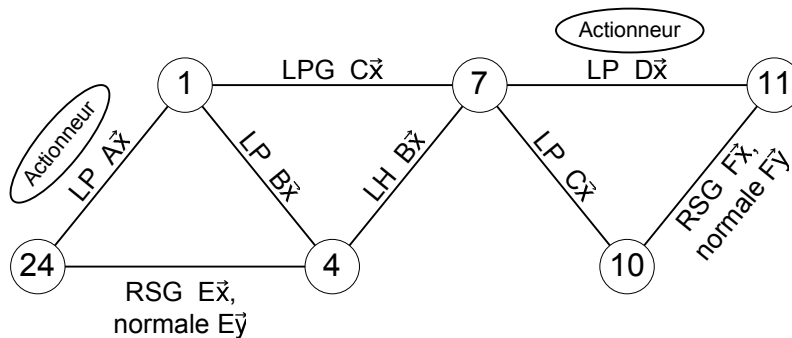 Actionneur
1
LPG Cx⃗
7
LP Dx⃗
11
Actionneur
LP Ax⃗
LP Bx⃗
LH Bx⃗
LP Cx⃗
RSG Fx⃗,
normale Fy⃗
24
4
10
RSG Ex⃗,
normale Ey⃗